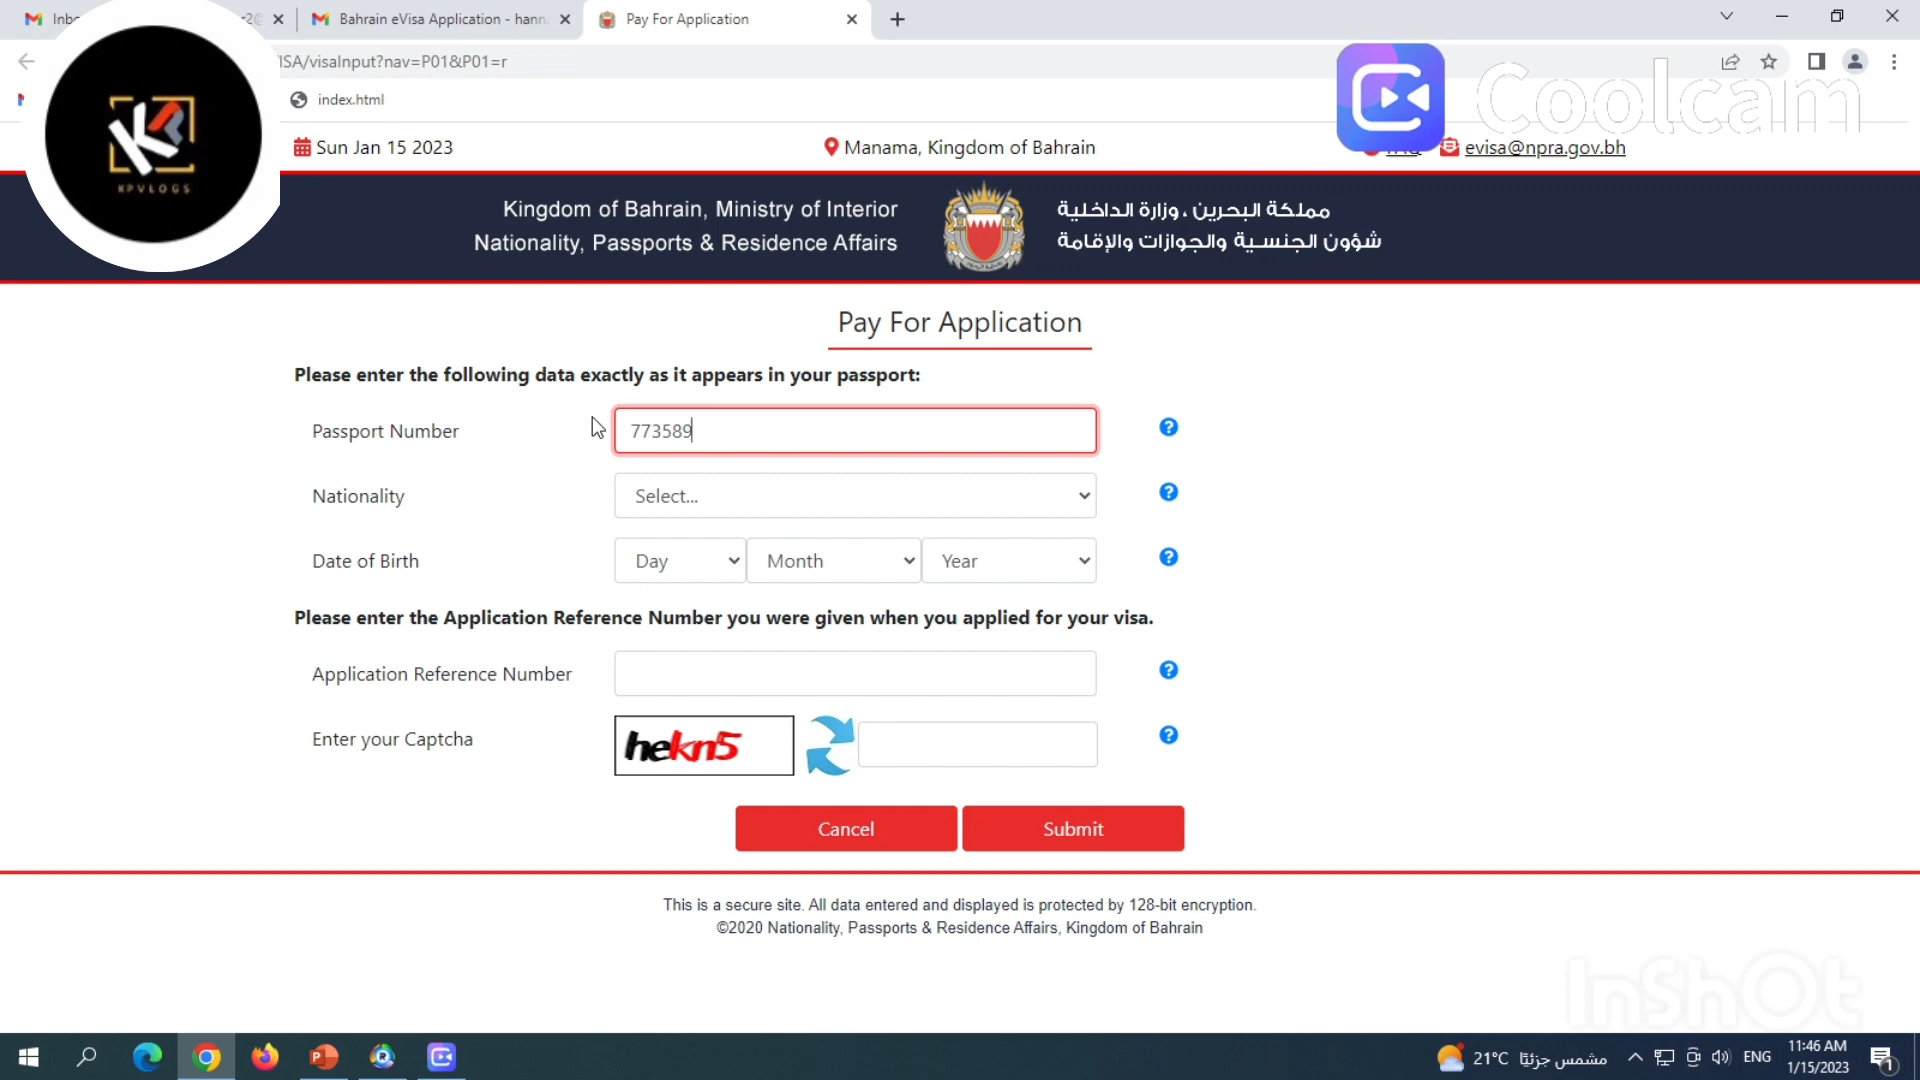 Bahrain eVisa Application - hann
Pay For Application
ISA/visaInput?nav=P01&P01=r
index.html
Coolcam
KPVLOGS
Sun Jan 15 2023
Manama, Kingdom of Bahrain
evisa@npra.gov.bh
Kingdom of Bahrain, Ministry of Interior
Nationality, Passports & Residence Affairs
مملكة البحرين ، وزارة الداخلية
شؤون الجنسية والجوازات والإقامة
Pay For Application
Please enter the following data exactly as it appears in your passport:
Passport Number
773589
Nationality
Select...
Date of Birth
Day
Month
Year
Please enter the Application Reference Number you were given when you applied for your visa.
Application Reference Number
Enter your Captcha
hekn5
Cancel
Submit
This is a secure site. All data entered and displayed is protected by 128-bit encryption.
©2020 Nationality, Passports & Residence Affairs, Kingdom of Bahrain
InShOt
21°C مشمس جزئيًا
ENG
11:46 AM
1/15/2023
1